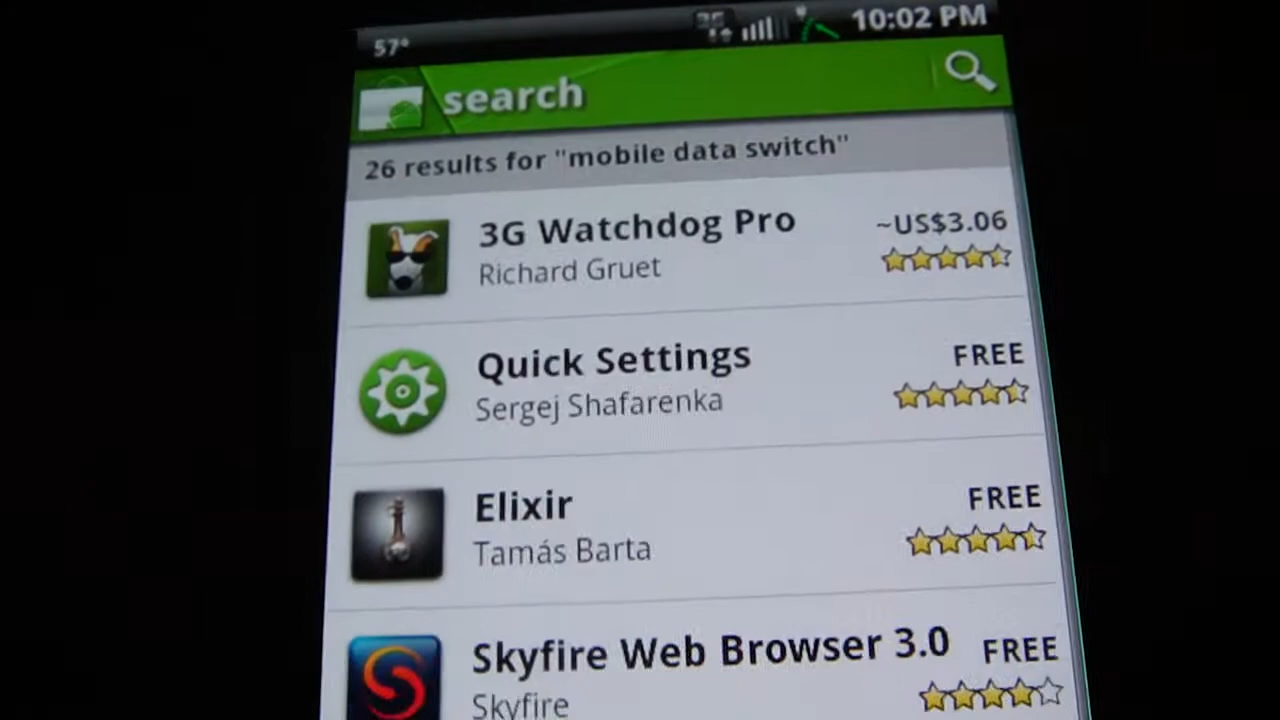 57° 3G 10:02 PM
search
26 results for "mobile data switch"
3G Watchdog Pro ~US$3.06
Richard Gruet
Quick Settings FREE
Sergej Shafarenka
Elixir FREE
Tamás Barta
Skyfire Web Browser 3.0 FREE
Skyfire